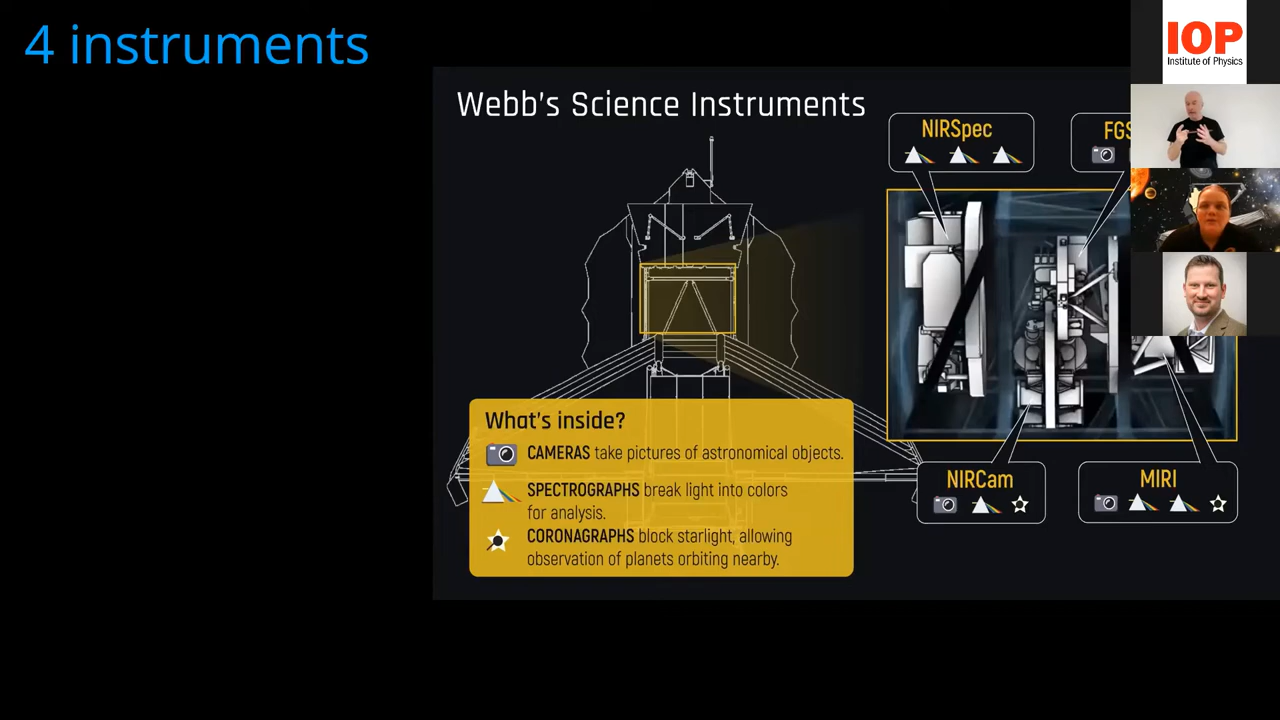 4 instruments
IOP
Institute of Physics
Webb's Science Instruments
NIRSpec
FGS
What's inside?
CAMERAS take pictures of astronomical objects.
SPECTROGRAPHS break light into colors
for analysis.
CORONAGRAPHS block starlight, allowing
observation of planets orbiting nearby.
NIRCam
MIRI